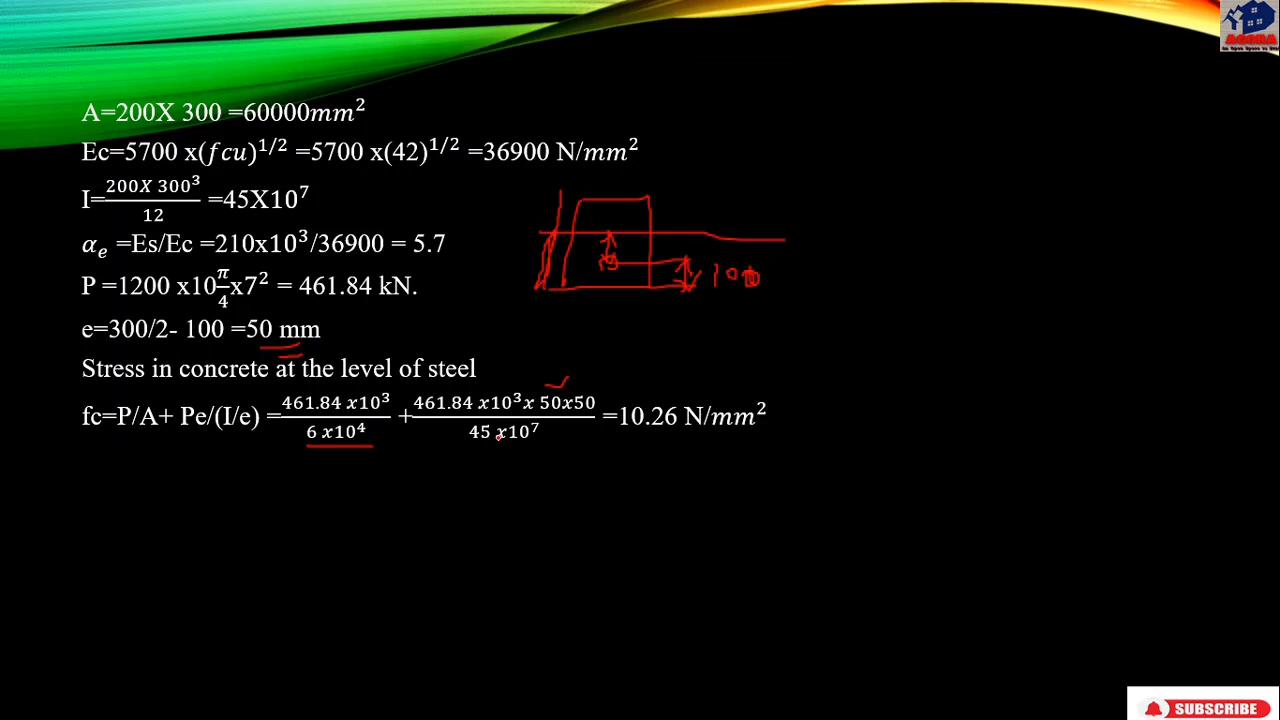 AGORA
A=200X 300 =60000𝑚𝑚²
Ec=5700 x(𝑓𝑐𝑢)^1/2 =5700 x(42)^1/2 =36900 N/𝑚𝑚²
I=200𝑋 300³/12 =45X10⁷
𝛼ₑ =Es/Ec =210x10³/36900 = 5.7
P =1200 x10 𝜋/4 x7² = 461.84 kN.
e=300/2- 100 =50 mm
Stress in concrete at the level of steel
fc=P/A+ Pe/(I/e) =461.84 𝑥10³/6 𝑥10⁴ +461.84 𝑥10³𝑥 50𝑥50/45 𝑥10⁷ =10.26 N/𝑚𝑚²
100
SUBSCRIBE